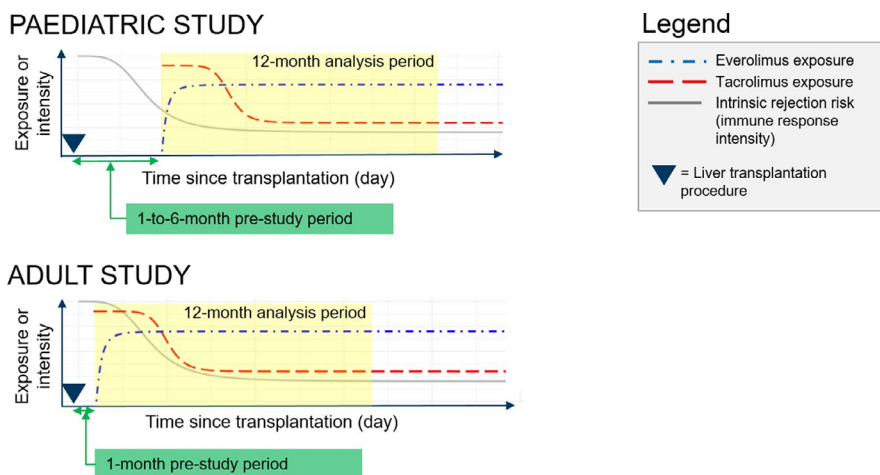 PAEDIATRIC STUDY
12-month analysis period
Exposure or
intensity
Time since transplantation (day)
1-to-6-month pre-study period
Legend
Everolimus exposure
Tacrolimus exposure
Intrinsic rejection risk
(immune response
intensity)
= Liver transplantation
procedure
ADULT STUDY
12-month analysis period
Exposure or
intensity
Time since transplantation (day)
1-month pre-study period